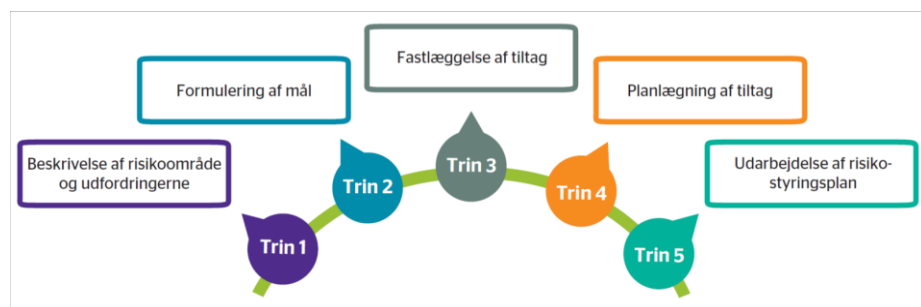 Beskrivelse af risikoområde
og udfordringerne
Trin 1
Formulering af mål
Trin 2
Fastlæggelse af tiltag
Trin 3
Planlægning af tiltag
Trin 4
Udarbejdelse af risiko-
styringsplan
Trin 5